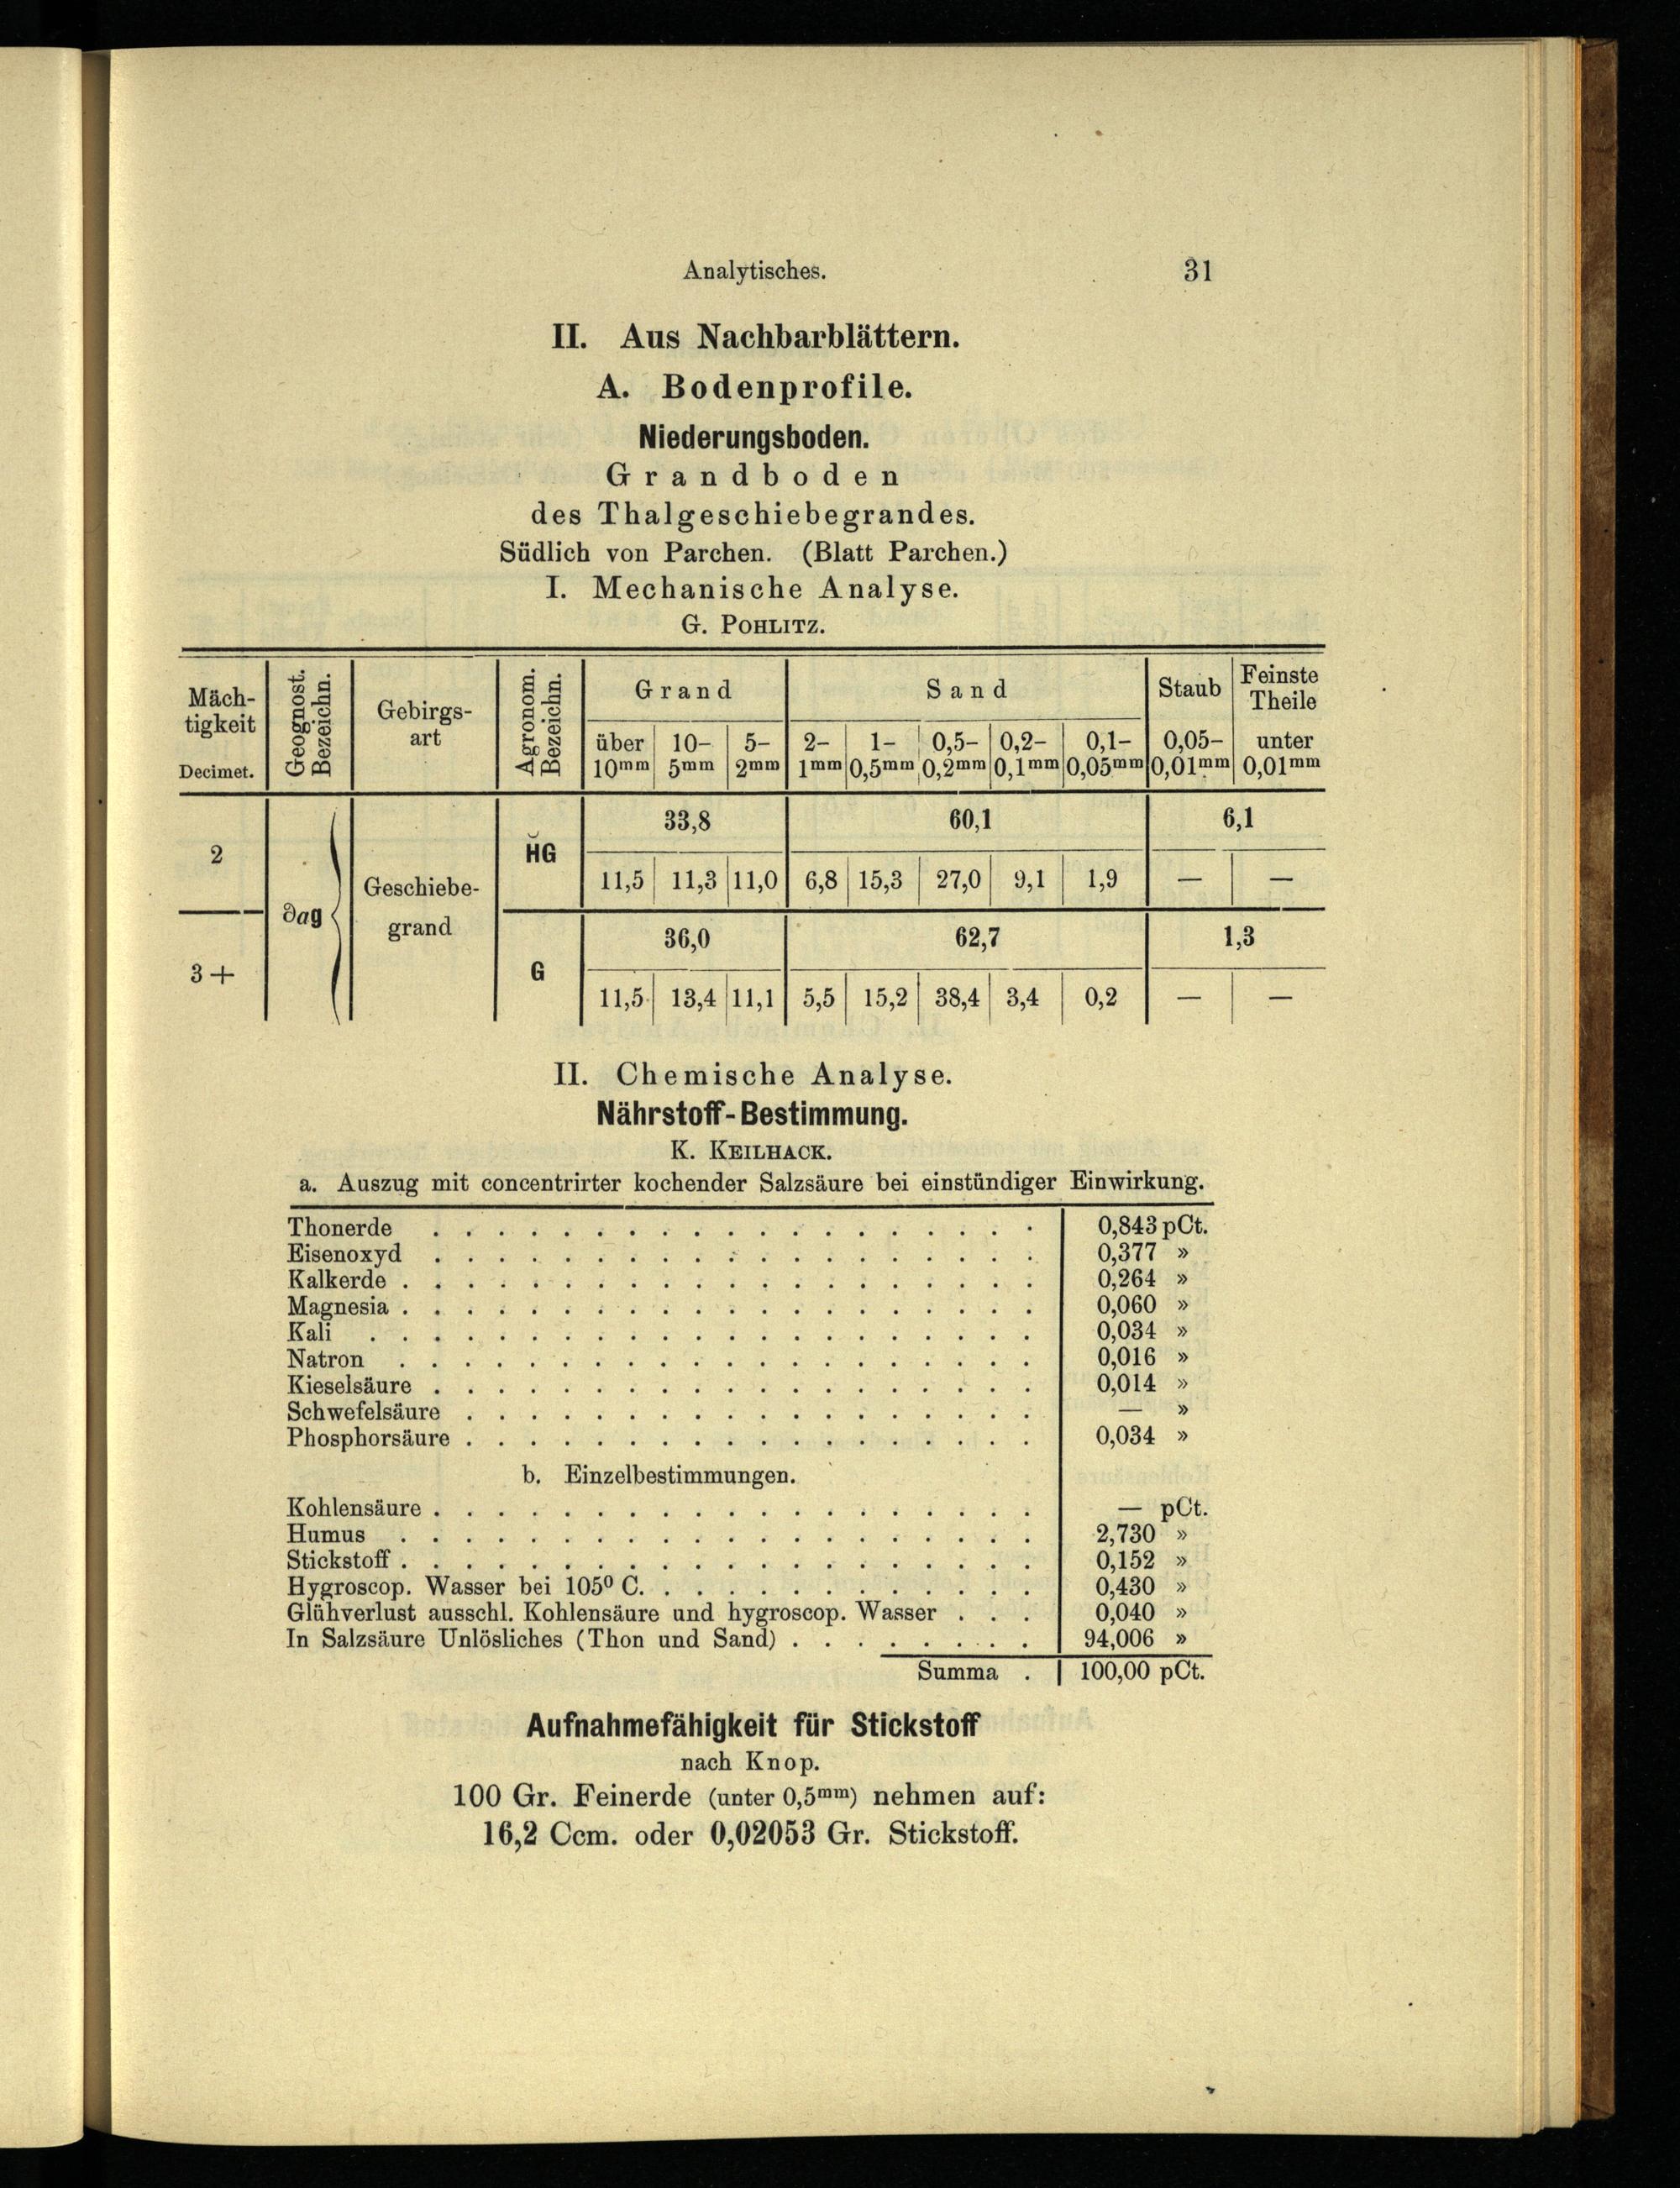 Analytisches. 31
II. Aus Nachbarblättern.
A. Bodenprofile.
Niederungsboden.
Grandboden
des Thalgeschiebegrandes.
Südlich von Parchen. (Blatt Parchen.)
I. Mechanische Analyse.
G. POHLITZ.
Mäch-
tigkeit
Decimet.
Geognost.
Bezeichn.
Gebirgs-
art
Agronom.
Bezeichn.
Grand
Sand
Staub
Feinste
Theile
über 10- 5- 2- 1- 0,5- 0,2- 0,1- 0,05- unter
10mm 5mm 2mm 1mm 0,5mm 0,2mm 0,1mm 0,05mm 0,01mm 0,01mm
33,8 60,1 6,1
2 H̆G
11,5 11,3 11,0 6,8 15,3 27,0 9,1 1,9 — —
∂ag
Geschiebe-
grand
36,0 62,7 1,3
3+ G
11,5 13,4 11,1 5,5 15,2 38,4 3,4 0,2 — —
II. Chemische Analyse.
Nährstoff-Bestimmung.
K. KEILHACK.
a. Auszug mit concentrirter kochender Salzsäure bei einstündiger Einwirkung.
Thonerde . . . . . . . . . . . . . . . . . . . 0,843 pCt.
Eisenoxyd . . . . . . . . . . . . . . . . . . . 0,377 »
Kalkerde . . . . . . . . . . . . . . . . . . . . 0,264 »
Magnesia . . . . . . . . . . . . . . . . . . . . 0,060 »
Kali . . . . . . . . . . . . . . . . . . . . . 0,034 »
Natron . . . . . . . . . . . . . . . . . . . . 0,016 »
Kieselsäure . . . . . . . . . . . . . . . . . . . 0,014 »
Schwefelsäure . . . . . . . . . . . . . . . . . . — »
Phosphorsäure . . . . . . . . . . . . . . . . . . 0,034 »
b. Einzelbestimmungen.
Kohlensäure . . . . . . . . . . . . . . . . . . . — pCt.
Humus . . . . . . . . . . . . . . . . . . . . 2,730 »
Stickstoff . . . . . . . . . . . . . . . . . . . . 0,152 »
Hygroscop. Wasser bei 105⁰ C. . . . . . . . . . . . . 0,430 »
Glühverlust ausschl. Kohlensäure und hygroscop. Wasser . . . 0,040 »
In Salzsäure Unlösliches (Thon und Sand) . . . . . . . . 94,006 »
Summa . 100,00 pCt.
Aufnahmefähigkeit für Stickstoff
nach Knop.
100 Gr. Feinerde (unter 0,5mm) nehmen auf:
16,2 Ccm. oder 0,02053 Gr. Stickstoff.